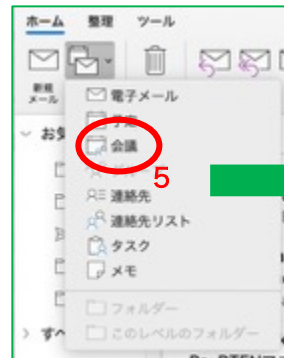 ホーム 整理 ツール
新規
メール
電子メール
予定
会議
5
連絡先
連絡先リスト
タスク
メモ
フォルダー
このレベルのフォルダー